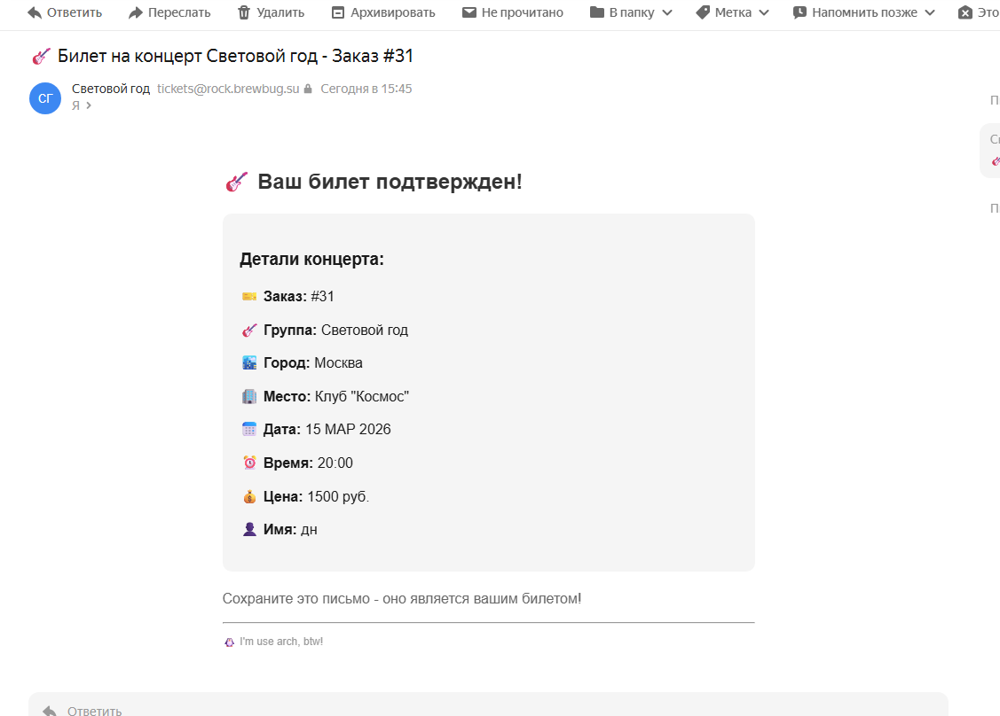 Ответить Переслать Удалить Архивировать Не прочитано В папку Метка Напомнить позже Это
Билет на концерт Световой год - Заказ #31
СГ Световой год tickets@rock.brewbug.su Сегодня в 15:45
Я
Ваш билет подтвержден!
Детали концерта:
Заказ: #31
Группа: Световой год
Город: Москва
Место: Клуб "Космос"
Дата: 15 МАР 2026
Время: 20:00
Цена: 1500 руб.
Имя: дн
Сохраните это письмо - оно является вашим билетом!
I'm use arch, btw!
Ответить